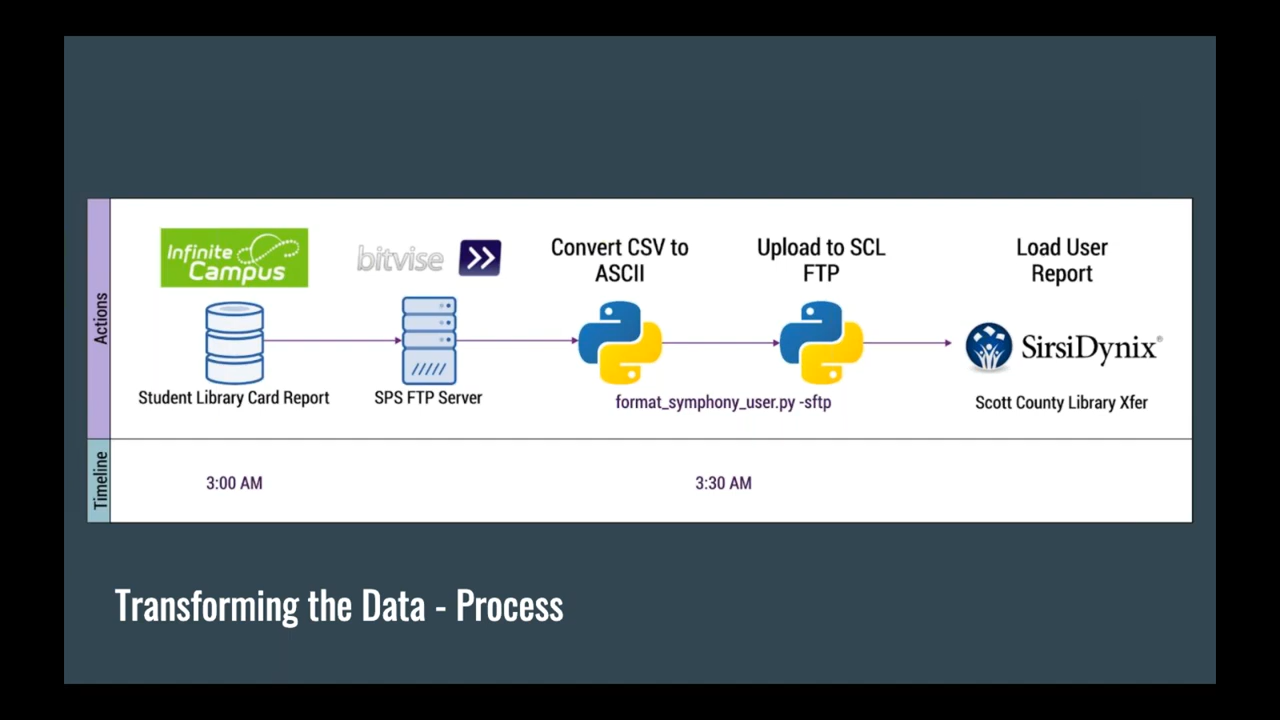 Actions
Infinite
Campus
bitvise
Convert CSV to
ASCII
Upload to SCL
FTP
Load User
Report
SirsiDynix®
Student Library Card Report
SPS FTP Server
format_symphony_user.py -sftp
Scott County Library Xfer
Timeline
3:00 AM
3:30 AM
Transforming the Data - Process